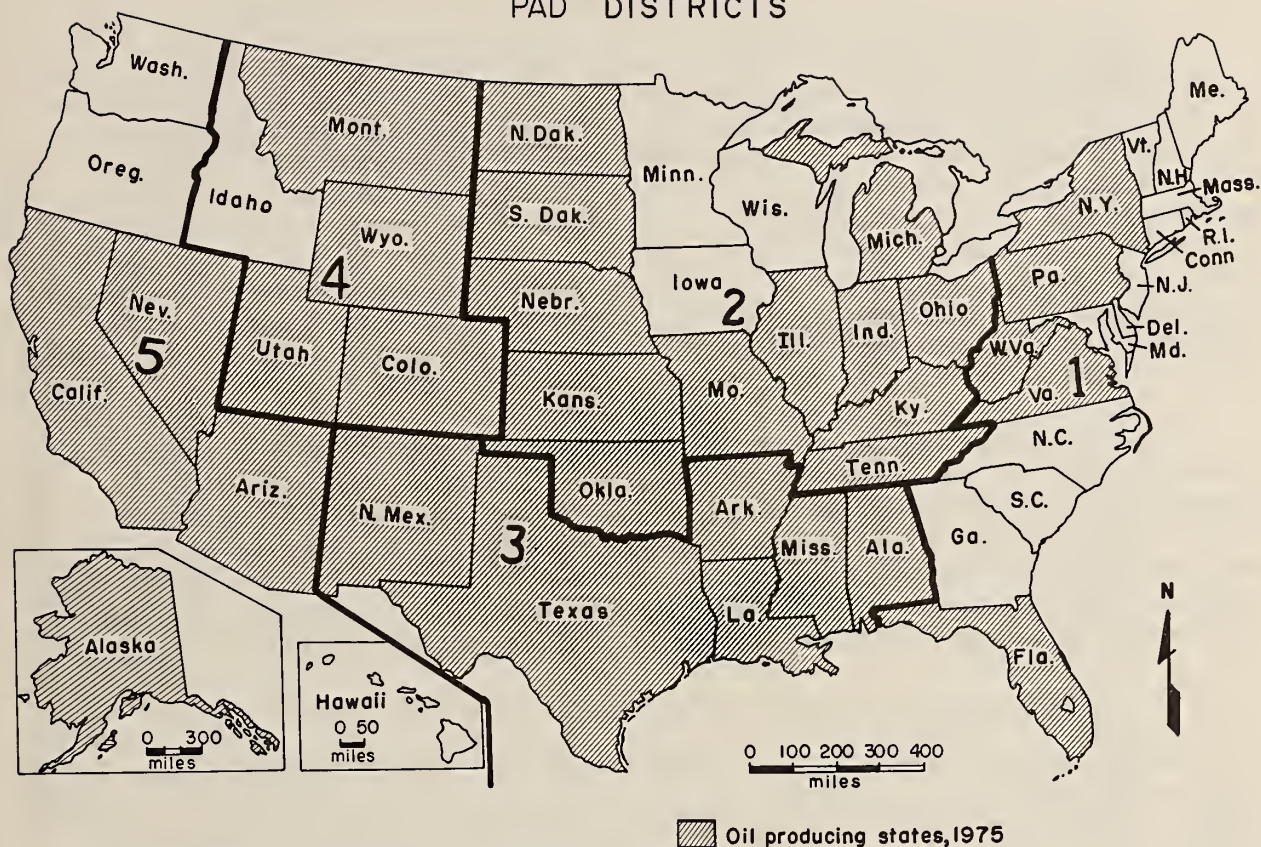 PAD DISTRICTS
Wash.
Mont.
N. Dak.
Minn.
Me.
Vt.
N.H.
Oreg.
Idaho
S. Dak.
Wis.
Mass.
N.Y.
Wyo.
Mich.
R.I.
Conn
4
Nebr.
Iowa
2
Pa.
N.J.
Nev.
5
Utah
Colo.
Ill.
Ind.
Ohio
Del.
Md.
W.Va.
Va.
1
Calif.
Kans.
Mo.
Ky.
N.C.
Tenn.
Ariz.
N. Mex.
Okla.
Ark.
S.C.
3
Miss.
Ala.
Ga.
Texas
La.
N
Alaska
Fla.
Hawaii
0 300
miles
0 50
miles
0 100 200 300 400
miles
Oil producing states, 1975